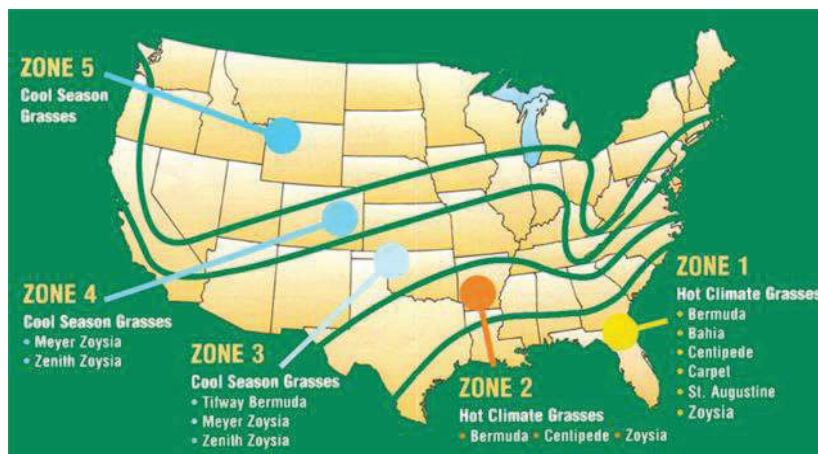 ZONE 5
Cool Season
Grasses
ZONE 4
Cool Season Grasses
• Meyer Zoysia
• Zenith Zoysia
ZONE 3
Cool Season Grasses
• Tifway Bermuda
• Meyer Zoysia
• Zenith Zoysia
ZONE 2
Hot Climate Grasses
• Bermuda • Centipede • Zoysia
ZONE 1
Hot Climate Grasses
• Bermuda
• Bahia
• Centipede
• Carpet
• St. Augustine
• Zoysia